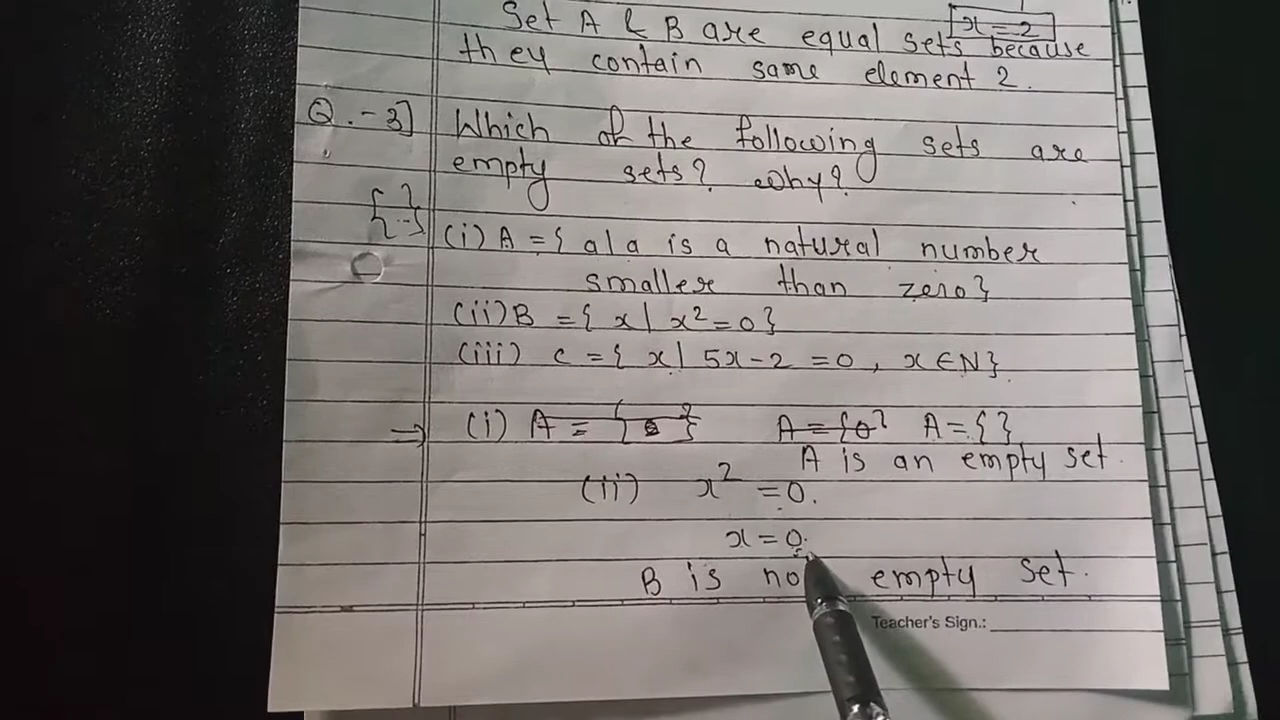 x = 2
Set A & B are equal sets because
they contain same element 2.
Q.-3] Which of the following sets are
empty sets? Why?
{ }
{..}
(i) A = { a|a is a natural number
smaller than zero}
(ii) B = { x | x² = 0 }
(iii) C = { x | 5x - 2 = 0 , x ∈ N}.
→ (i) A = { } A = {0} A = { }
A is an empty set.
(ii) x² = 0.
x = 0.
B is empty set.
Teacher's Sign.: